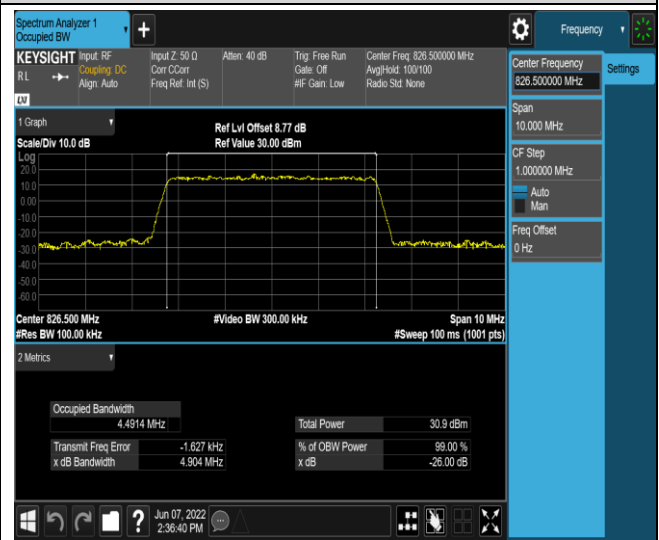 Spectrum Analyzer 1
Occupied BW
+
Frequency
KEYSIGHT Input: RF Input Z: 50 Ω Atten: 40 dB Trig: Free Run Center Freq: 826.500000 MHz
RL Coupling: DC Corr CCorr Gate: Off Avg|Hold: 100/100
Align: Auto Freq Ref: Int (S) #IF Gain: Low Radio Std: None
LXI
Center Frequency
826.500000 MHz
Settings
Span
10.000 MHz
CF Step
1.000000 MHz
Auto
Man
Freq Offset
0 Hz
1 Graph
Ref Lvl Offset 8.77 dB
Scale/Div 10.0 dB Ref Value 30.00 dBm
Log
20.0
10.0
0.00
-10.0
-20.0
-30.0
-40.0
-50.0
-60.0
Center 826.500 MHz #Video BW 300.00 kHz Span 10 MHz
#Res BW 100.00 kHz #Sweep 100 ms (1001 pts)
2 Metrics
Occupied Bandwidth
4.4914 MHz
Total Power 30.9 dBm
Transmit Freq Error -1.627 kHz % of OBW Power 99.00 %
x dB Bandwidth 4.904 MHz x dB -26.00 dB
?
Jun 07, 2022
2:36:40 PM